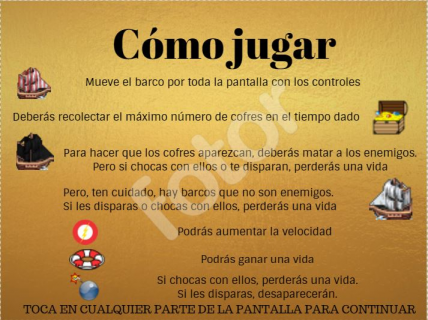 Cómo jugar
Mueve el barco por toda la pantalla con los controles
Deberás recolectar el máximo número de cofres en el tiempo dado
Para hacer que los cofres aparezcan, deberás matar a los enemigos.
Pero si chocas con ellos o te disparan, perderás una vida
Pero, ten cuidado, hay barcos que no son enemigos.
Si les disparas o chocas con ellos, perderás una vida
Podrás aumentar la velocidad
Podrás ganar una vida
Si chocas con ellos, perderás una vida.
Si les disparas, desaparecerán.
TOCA EN CUALQUIER PARTE DE LA PANTALLA PARA CONTINUAR